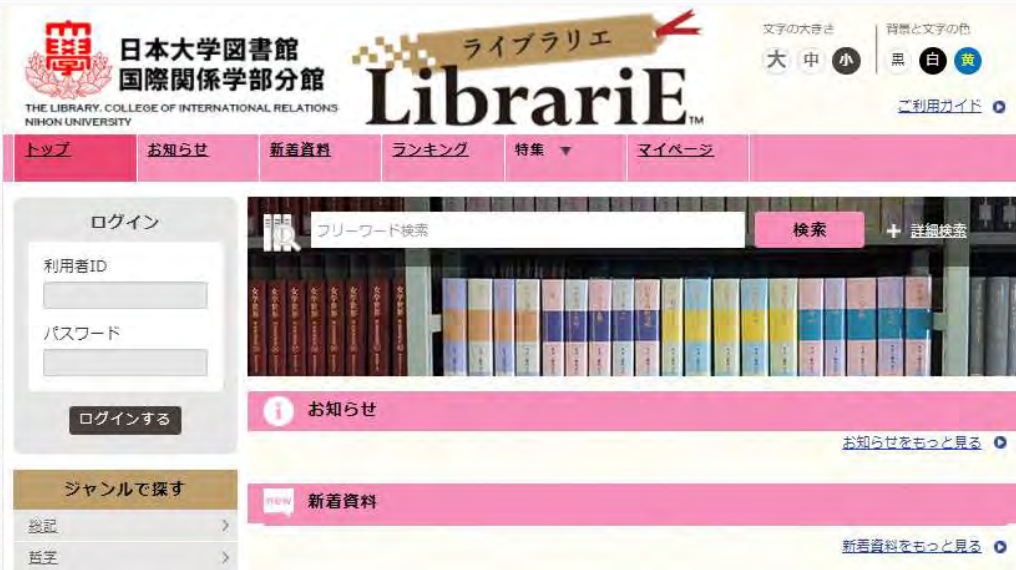 日本大学図書館
国際関係学部分館
THE LIBRARY. COLLEGE OF INTERNATIONAL RELATIONS
NIHON UNIVERSITY
ライブラリエ
LibrariE™
文字の大きさ
大 中 小
背景と文字の色
黒 白 黄
ご利用ガイド
トップ
お知らせ
新着資料
ランキング
特集 ▼
マイページ
ログイン
利用者ID
パスワード
ログインする
フリーワード検索
検索
+ 詳細検索
お知らせ
お知らせをもっと見る
ジャンルで探す
総記
哲学
new
新着資料
新着資料をもっと見る